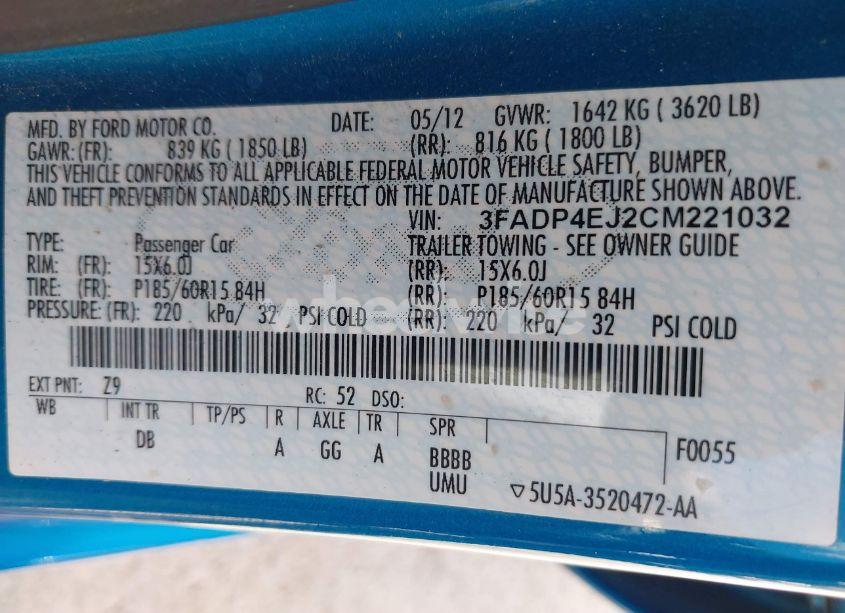 MFD. BY FORD MOTOR CO. DATE: 05/12 GVWR: 1642 KG ( 3620 LB)
GAWR: (FR): 839 KG ( 1850 LB) (RR): 816 KG ( 1800 LB)
THIS VEHICLE CONFORMS TO ALL APPLICABLE FEDERAL MOTOR VEHICLE SAFETY, BUMPER,
AND THEFT PREVENTION STANDARDS IN EFFECT ON THE DATE OF MANUFACTURE SHOWN ABOVE.
VIN: 3FADP4EJ2CM221032
TYPE: Passenger Car TRAILER TOWING - SEE OWNER GUIDE
RIM: (FR): 15X6.0J (RR): 15X6.0J
TIRE: (FR): P185/60R15 84H (RR): P185/60R15 84H
PRESSURE: (FR): 220 kPa/ 32 PSI COLD (RR): 220 kPa/ 32 PSI COLD
EXT PNT: Z9 RC: 52 DSO:
WB INT TR TP/PS R AXLE TR SPR F0055
DB A GG A BBBB
UMU ▽5U5A-3520472-AA